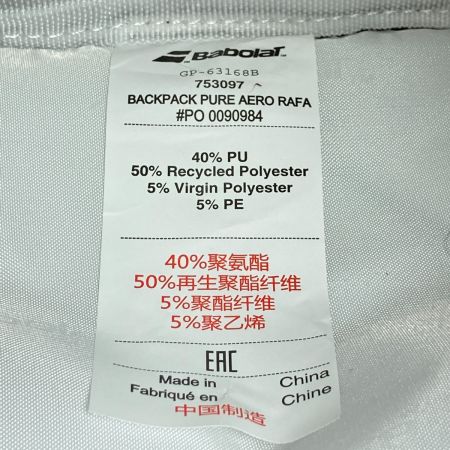 Babolat
GP-63168B
753097
BACKPACK PURE AERO RAFA
#PO 0090984
40% PU
50% Recycled Polyester
5% Virgin Polyester
5% PE
40%聚氨酯
50%再生聚酯纤维
5%聚酯纤维
5%聚乙烯
EAC
Made in China
Fabriqué en Chine
中国制造